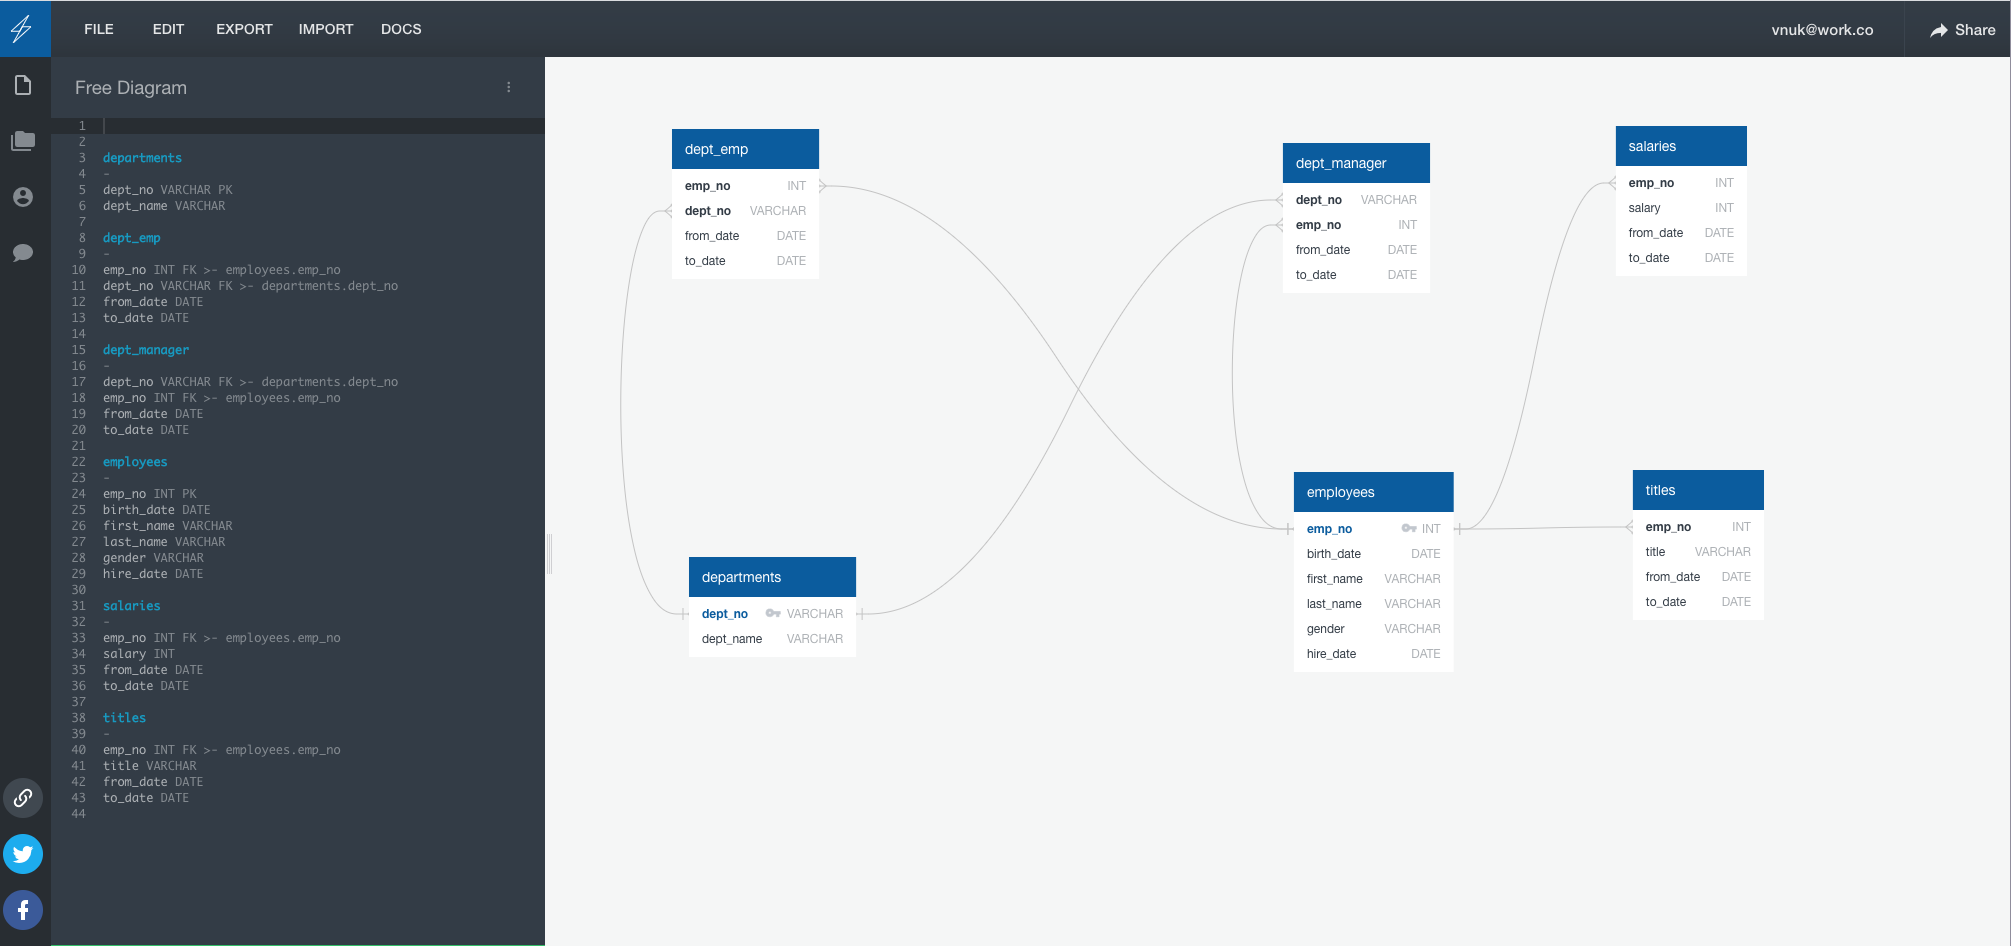 FILE EDIT EXPORT IMPORT DOCS vnuk@work.co Share
Free Diagram
1
2
3 departments
4 -
5 dept_no VARCHAR PK
6 dept_name VARCHAR
7
8 dept_emp
9 -
10 emp_no INT FK >- employees.emp_no
11 dept_no VARCHAR FK >- departments.dept_no
12 from_date DATE
13 to_date DATE
14
15 dept_manager
16 -
17 dept_no VARCHAR FK >- departments.dept_no
18 emp_no INT FK >- employees.emp_no
19 from_date DATE
20 to_date DATE
21
22 employees
23 -
24 emp_no INT PK
25 birth_date DATE
26 first_name VARCHAR
27 last_name VARCHAR
28 gender VARCHAR
29 hire_date DATE
30
31 salaries
32 -
33 emp_no INT FK >- employees.emp_no
34 salary INT
35 from_date DATE
36 to_date DATE
37
38 titles
39 -
40 emp_no INT FK >- employees.emp_no
41 title VARCHAR
42 from_date DATE
43 to_date DATE
44
dept_emp
emp_no INT
dept_no VARCHAR
from_date DATE
to_date DATE
dept_manager
dept_no VARCHAR
emp_no INT
from_date DATE
to_date DATE
salaries
emp_no INT
salary INT
from_date DATE
to_date DATE
departments
dept_no VARCHAR
dept_name VARCHAR
employees
emp_no INT
birth_date DATE
first_name VARCHAR
last_name VARCHAR
gender VARCHAR
hire_date DATE
titles
emp_no INT
title VARCHAR
from_date DATE
to_date DATE